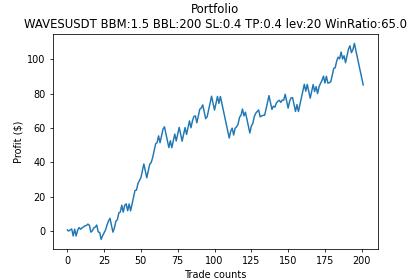 Portfolio
WAVESUSDT BBM:1.5 BBL:200 SL:0.4 TP:0.4 lev:20 WinRatio:65.0
Profit ($)
100
80
60
40
20
0
0 25 50 75 100 125 150 175 200
Trade counts